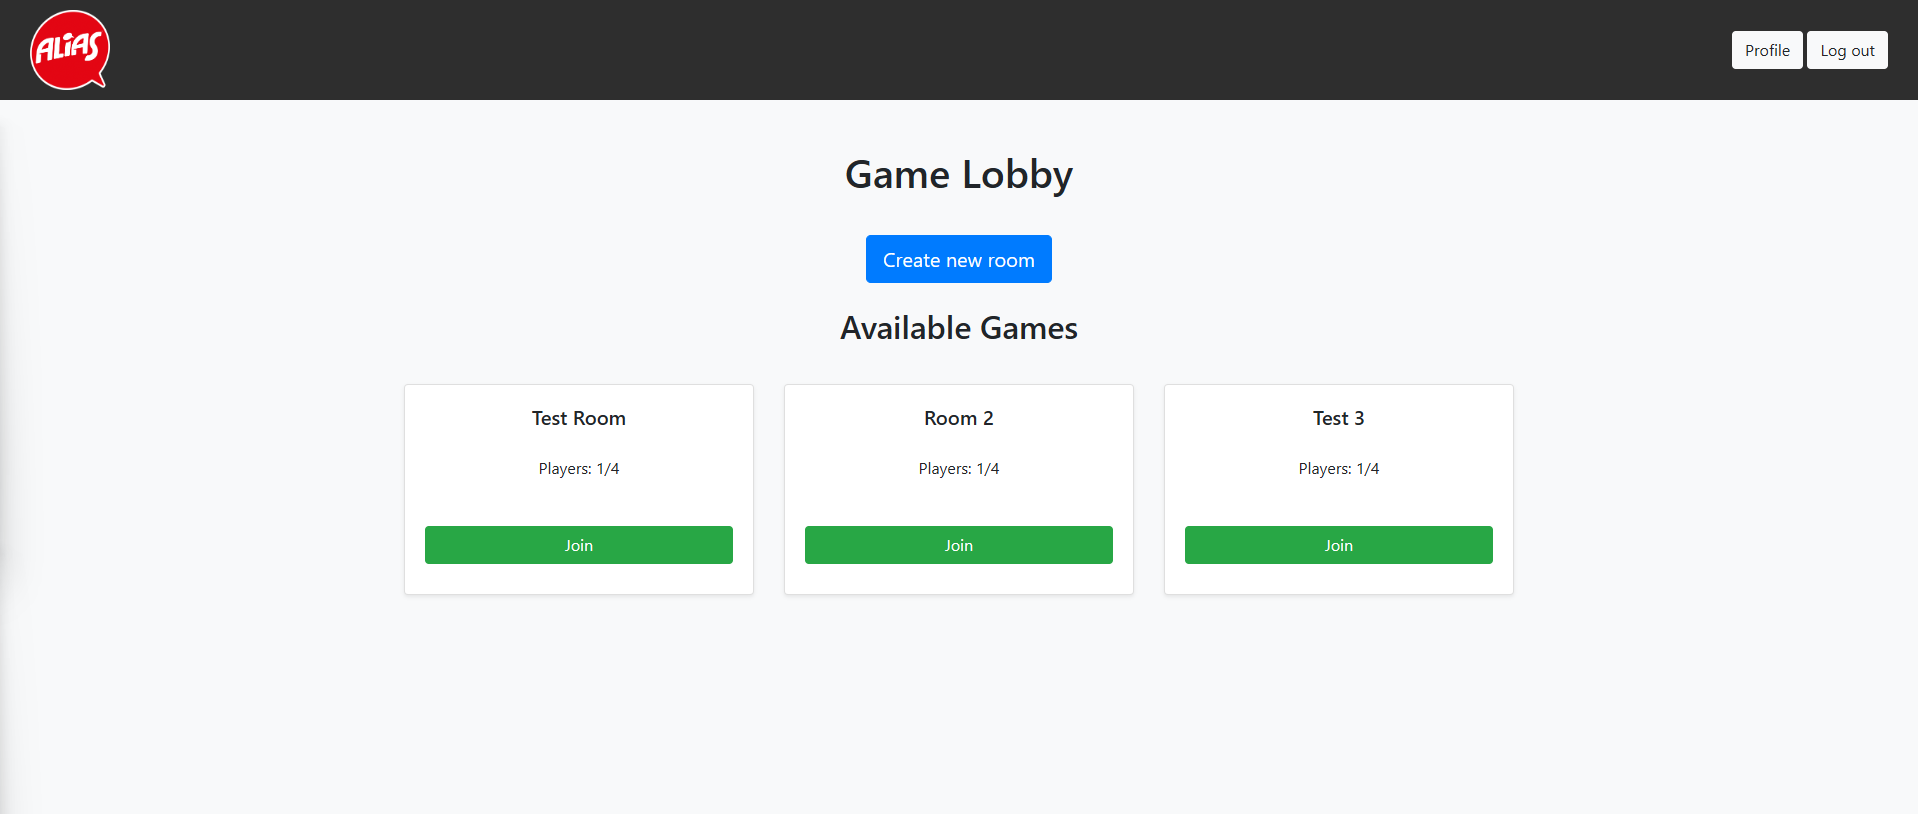 ALiAS
Profile Log out
Game Lobby
Create new room
Available Games
Test Room
Players: 1/4
Join
Room 2
Players: 1/4
Join
Test 3
Players: 1/4
Join